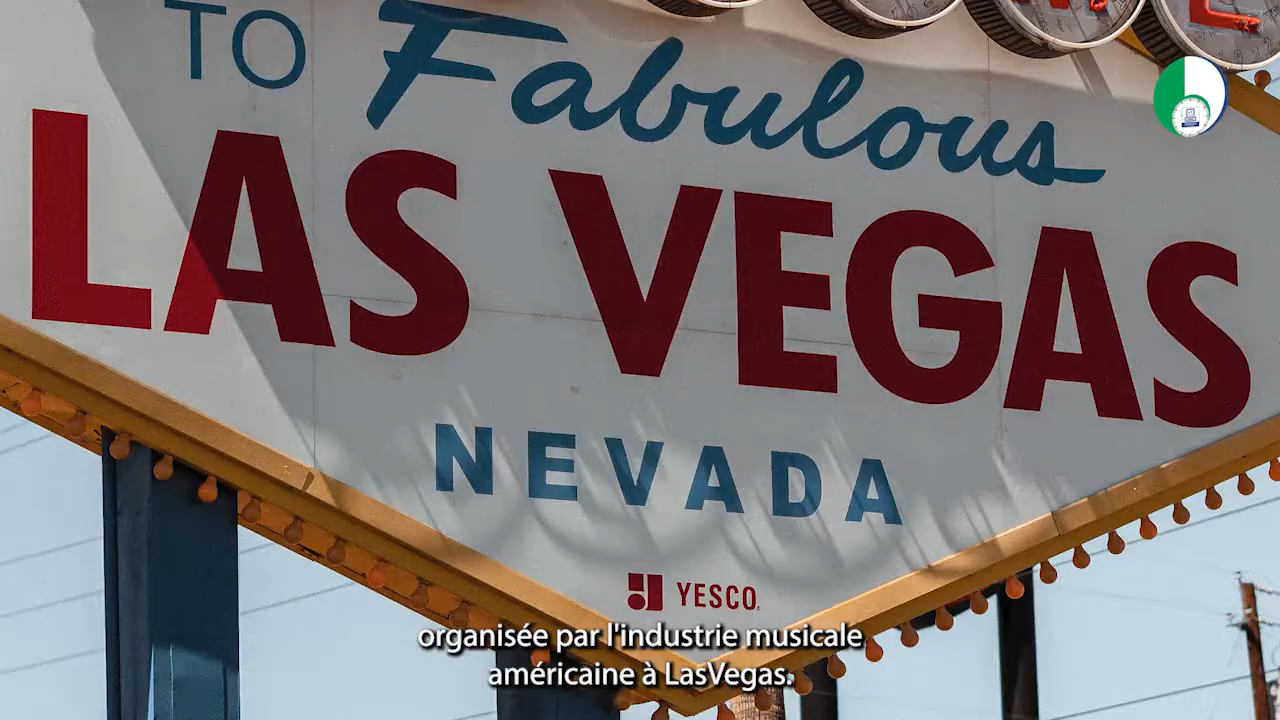 TO Fabulous
LAS VEGAS
NEVADA
YESCO
organisée par l'industrie musicale
américaine à LasVegas.